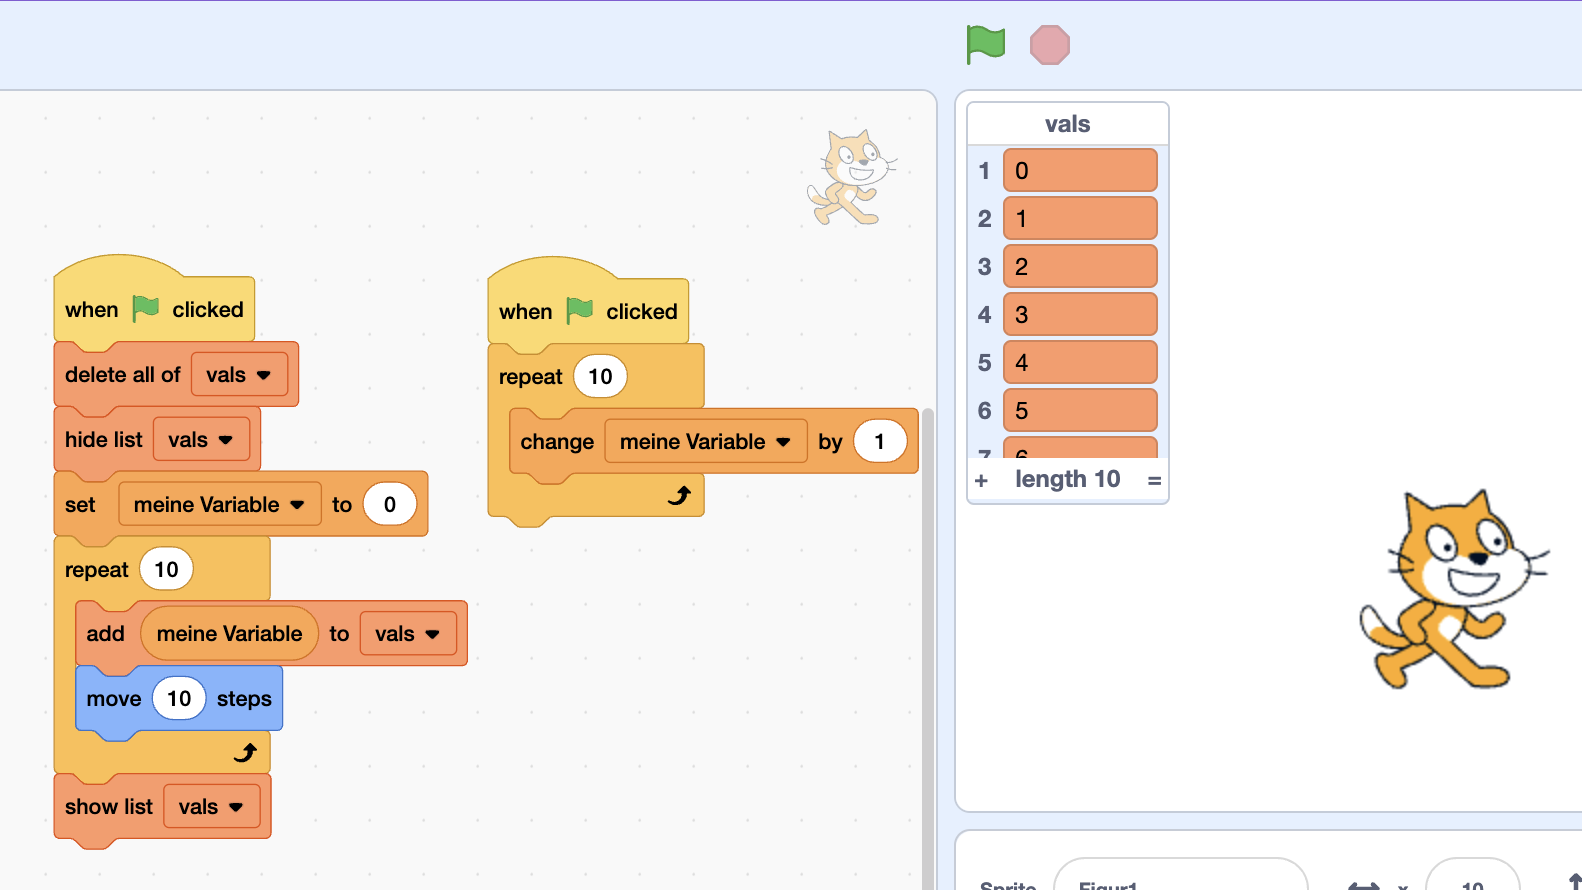 when clicked
delete all of vals
hide list vals
set meine Variable to 0
repeat 10
add meine Variable to vals
move 10 steps
show list vals
when clicked
repeat 10
change meine Variable by 1
vals
1 0
2 1
3 2
4 3
5 4
6 5
7 6
+ length 10 =
Sprite Figur1 x 10